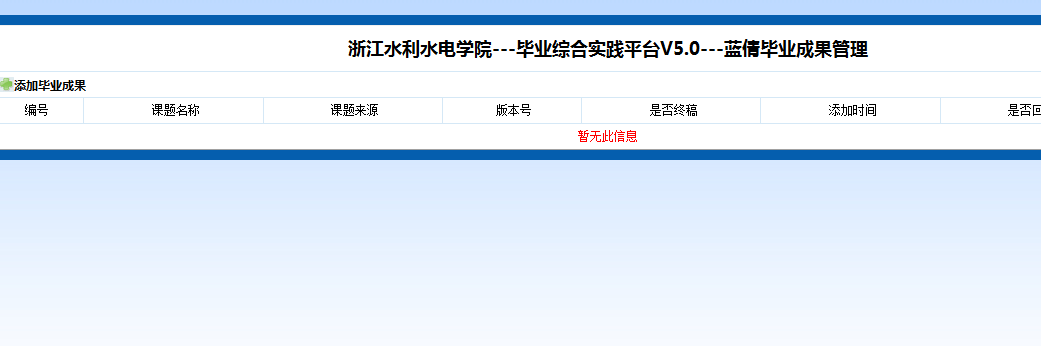 浙江水利水电学院---毕业综合实践平台V5.0---蓝倩毕业成果管理
添加毕业成果
编号 课题名称 课题来源 版本号 是否终稿 添加时间 是否回
暂无此信息